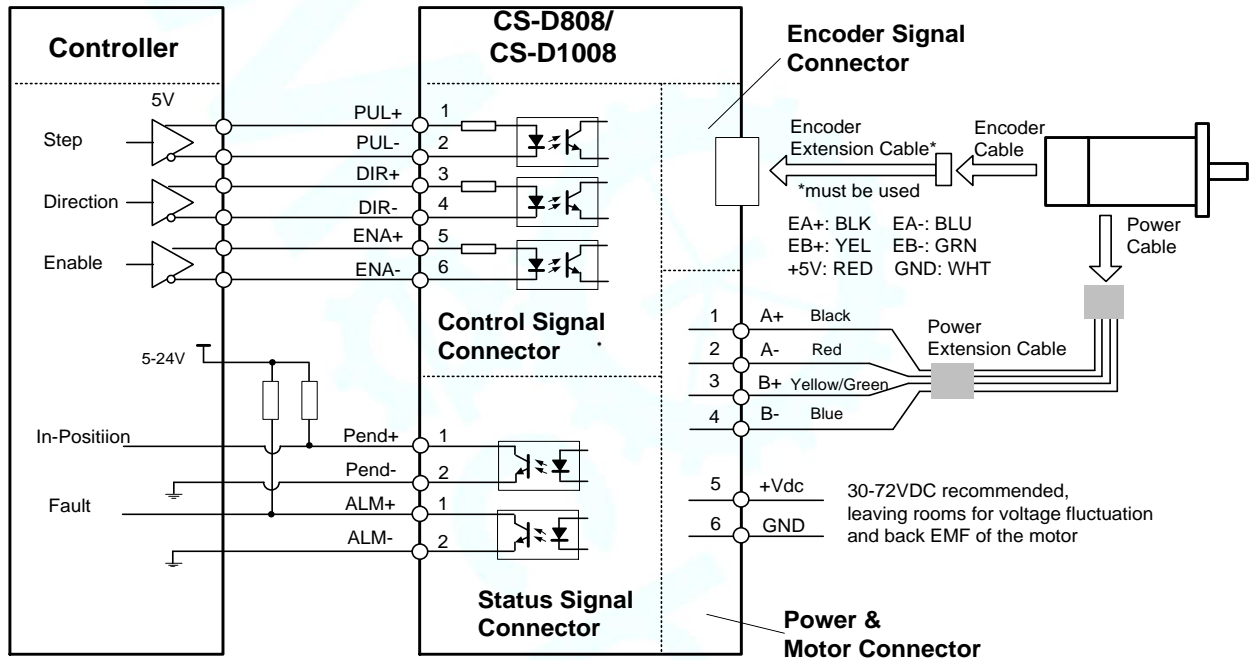 Controller
CS-D808/
CS-D1008
Encoder Signal
Connector
5V
Step
Direction
Enable
PUL+ 1
PUL- 2
DIR+ 3
DIR- 4
ENA+ 5
ENA- 6
Control Signal
Connector
Encoder
Extension Cable*
*must be used
Encoder
Cable
EA+: BLK EA-: BLU
EB+: YEL EB-: GRN
+5V: RED GND: WHT
Power
Cable
1 A+ Black
2 A- Red
3 B+ Yellow/Green
4 B- Blue
Power
Extension Cable
5-24V
In-Positiion
Fault
Pend+ 1
Pend- 2
ALM+ 1
ALM- 2
Status Signal
Connector
5 +Vdc
6 GND
30-72VDC recommended,
leaving rooms for voltage fluctuation
and back EMF of the motor
Power &
Motor Connector